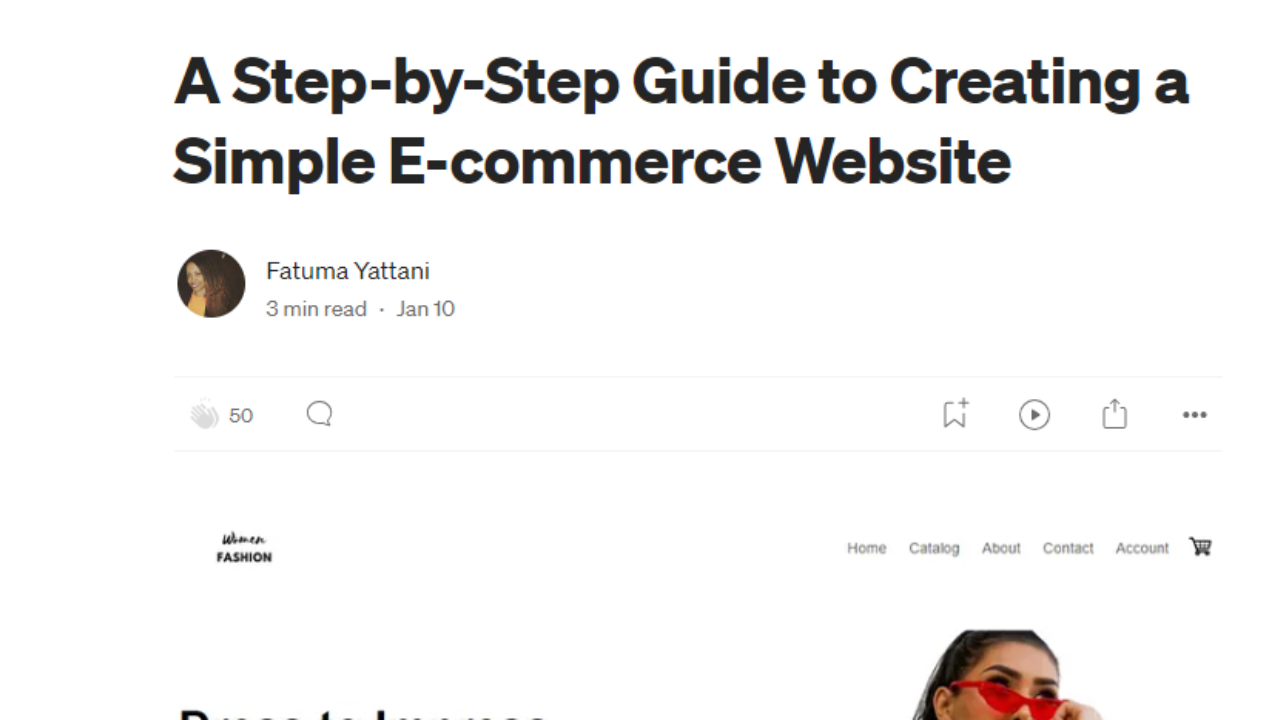 A Step-by-Step Guide to Creating a
Simple E-commerce Website
Fatuma Yattani
3 min read · Jan 10
50
Women
FASHION
Home Catalog About Contact Account